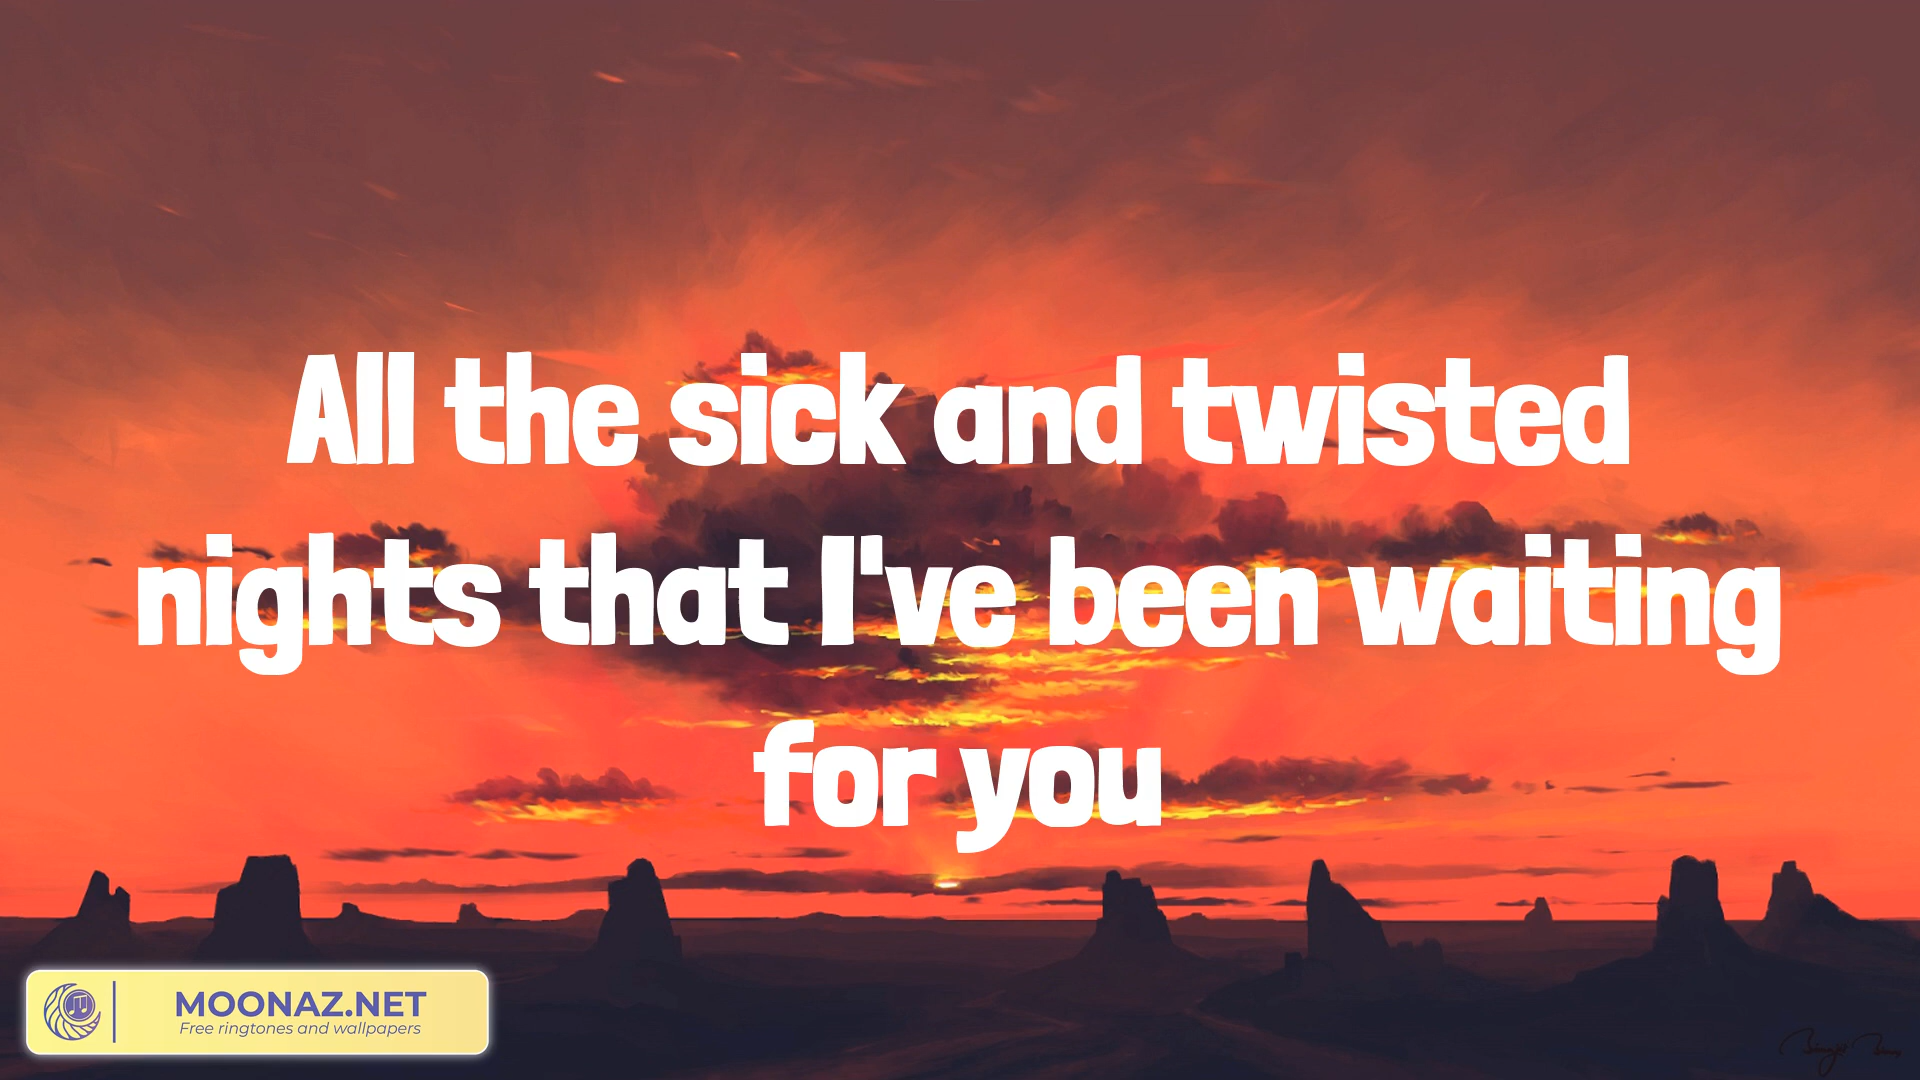 All the sick and twisted
nights that I've been waiting
for you
MOONAZ.NET
Free ringtones and wallpapers